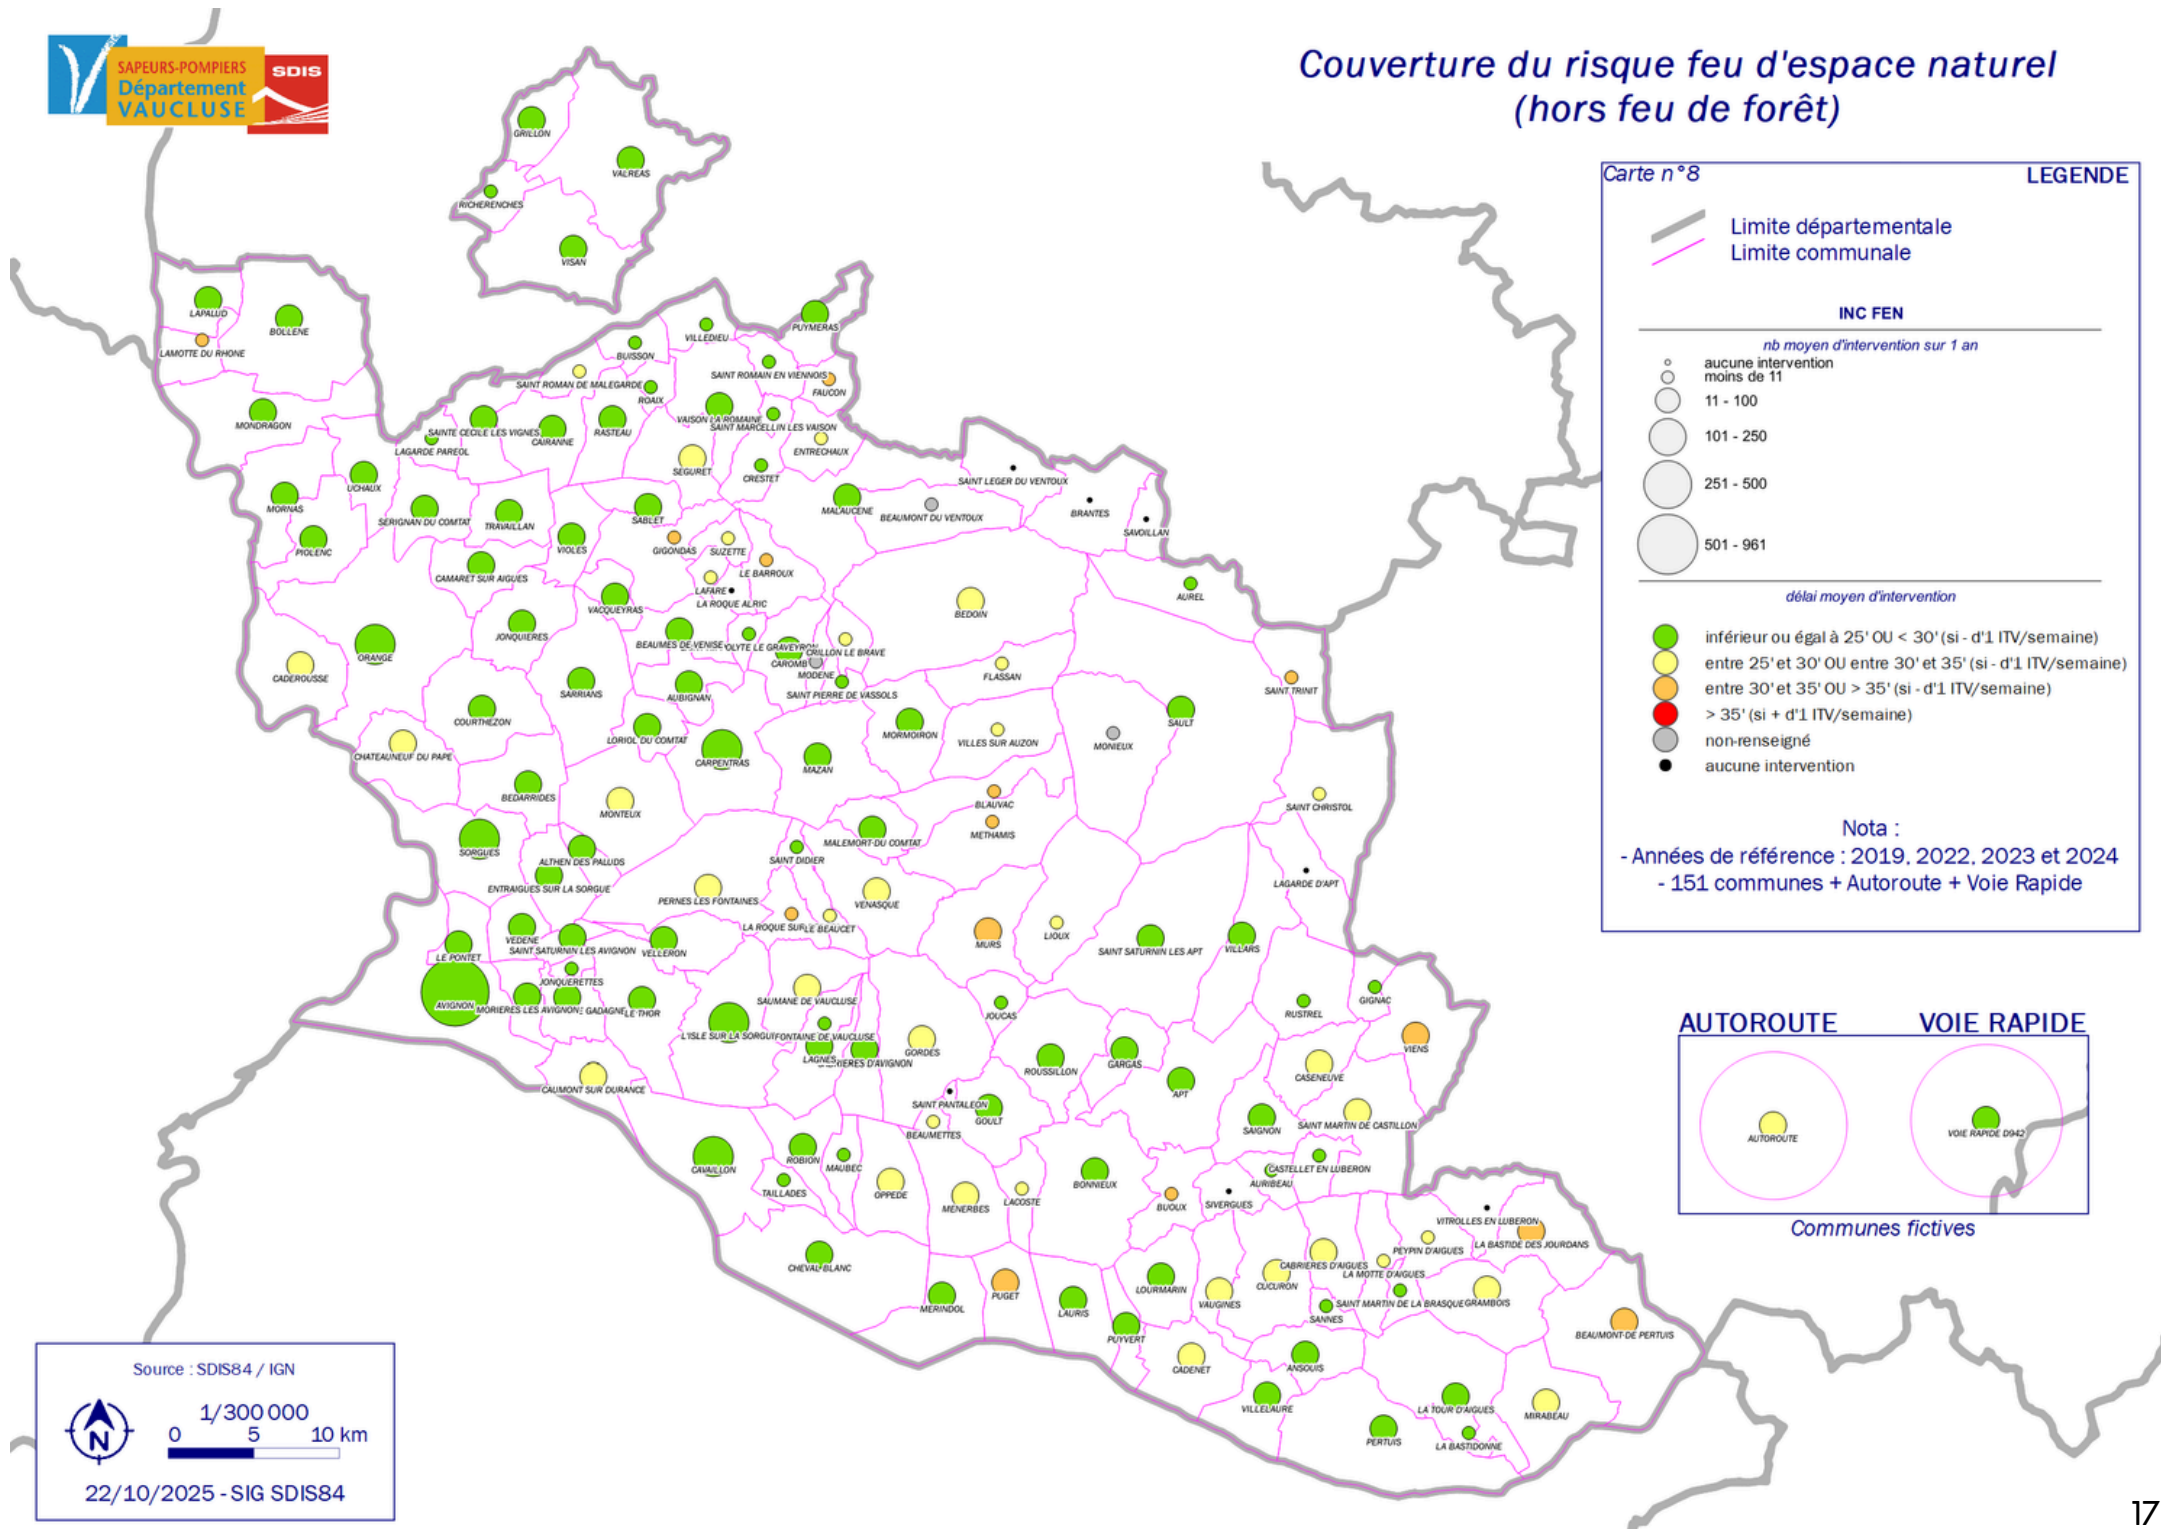 SAPEURS-POMPIERS
Département
VAUCLUSE
SDIS
Couverture du risque feu d'espace naturel
(hors feu de forêt)
Carte n°8
LEGENDE
Limite départementale
Limite communale
INC FEN
nb moyen d'intervention sur 1 an
aucune intervention
moins de 11
11 - 100
101 - 250
251 - 500
501 - 961
délai moyen d'intervention
inférieur ou égal à 25' OU < 30' (si - d'1 ITV/semaine)
entre 25' et 30' OU entre 30' et 35' (si - d'1 ITV/semaine)
entre 30' et 35' OU > 35' (si - d'1 ITV/semaine)
> 35' (si + d'1 ITV/semaine)
non-renseigné
aucune intervention
Nota :
- Années de référence : 2019, 2022, 2023 et 2024
- 151 communes + Autoroute + Voie Rapide
AUTOROUTE
VOIE RAPIDE
AUTOROUTE
VOIE RAPIDE D942
Communes fictives
GRILLON
VALREAS
RICHERENCHES
VISAN
LAPALUD
BOLLENE
LAMOTTE DU RHONE
PUYMERAS
VILLEDIEU
BUISSON
SAINT ROMAIN EN VIENNOIS
SAINT ROMAN DE MALEGARDE
FAUCON
ROAIX
MONDRAGON
SAINTE CECILE LES VIGNES
CAIRANNE
RASTEAU
VAISON LA ROMAINE
SAINT MARCELLIN LES VAISON
LAGARDE PAREOL
ENTRECHAUX
SEGURET
CRESTET
UCHAUX
SAINT LEGER DU VENTOUX
MORNAS
SERIGNAN DU COMTAT
TRAVAILLAN
SABLET
MALAUCENE
BEAUMONT DU VENTOUX
BRANTES
SAVOILLAN
PIOLENC
VIOLES
GIGONDAS
SUZETTE
LE BARROUX
CAMARET SUR AIGUES
LAFARE
LA ROQUE ALRIC
AUREL
VACQUEYRAS
BEDOIN
JONQUIERES
ORANGE
BEAUMES DE VENISE
OLYTE LE GRAVEYRON
CRILLON LE BRAVE
CAROMB
MODENE
CADEROUSSE
FLASSAN
SAINT TRINIT
SARRIANS
AUBIGNAN
SAINT PIERRE DE VASSOLS
COURTHEZON
LORIOL DU COMTAT
MORMOIRON
VILLES SUR AUZON
SAULT
MONIEUX
CHATEAUNEUF DU PAPE
CARPENTRAS
MAZAN
BEDARRIDES
MONTEUX
BLAUVAC
SAINT CHRISTOL
METHAMIS
SORGUES
MALEMORT-DU COMTAT
ALTHEN DES PALUDS
SAINT DIDIER
ENTRAIGUES SUR LA SORGUE
LAGARDE D'APT
PERNES LES FONTAINES
VENASQUE
LA ROQUE SUR
LE BEAUCET
LIOUX
MURS
VEDENE
SAINT SATURNIN LES AVIGNON
VELLERON
SAINT SATURNIN LES APT
VILLARS
LE PONTET
JONQUERETTES
AVIGNON
MORIERES LES AVIGNON
GADAGNE
LE THOR
SAUMANE DE VAUCLUSE
GIGNAC
RUSTREL
JOUCAS
L'ISLE SUR LA SORGUE
FONTAINE DE VAUCLUSE
LAGNES
RIERES D'AVIGNON
GORDES
ROUSSILLON
GARGAS
VIENS
CASENEUVE
CAUMONT SUR DURANCE
APT
SAINT PANTALEON
GOULT
BEAUMETTES
SAIGNON
SAINT MARTIN DE CASTILLON
CAVAILLON
ROBION
MAUBEC
CASTELLET EN LUBERON
AURIBEAU
TAILLADES
OPPEDE
MENERBES
LACOSTE
BONNIEUX
BUOUX
SIVERGUES
VITROLLES EN LUBERON
LA BASTIDE DES JOURDANS
PEYPIN D'AIGUES
CHEVAL-BLANC
CABRIERES D'AIGUES
LA MOTTE D'AIGUES
LOURMARIN
CUCURON
MERINDOL
PUGET
LAURIS
VAUGINES
SAINT MARTIN DE LA BRASQUE
GRAMBOIS
SANNES
PUYVERT
BEAUMONT-DE PERTUIS
CADENET
ANSOUIS
VILLELAURE
LA TOUR D'AIGUES
MIRABEAU
PERTUIS
LA BASTIDONNE
Source : SDIS84 / IGN
1/300 000
0 5 10 km
N
22/10/2025 - SIG SDIS84
17